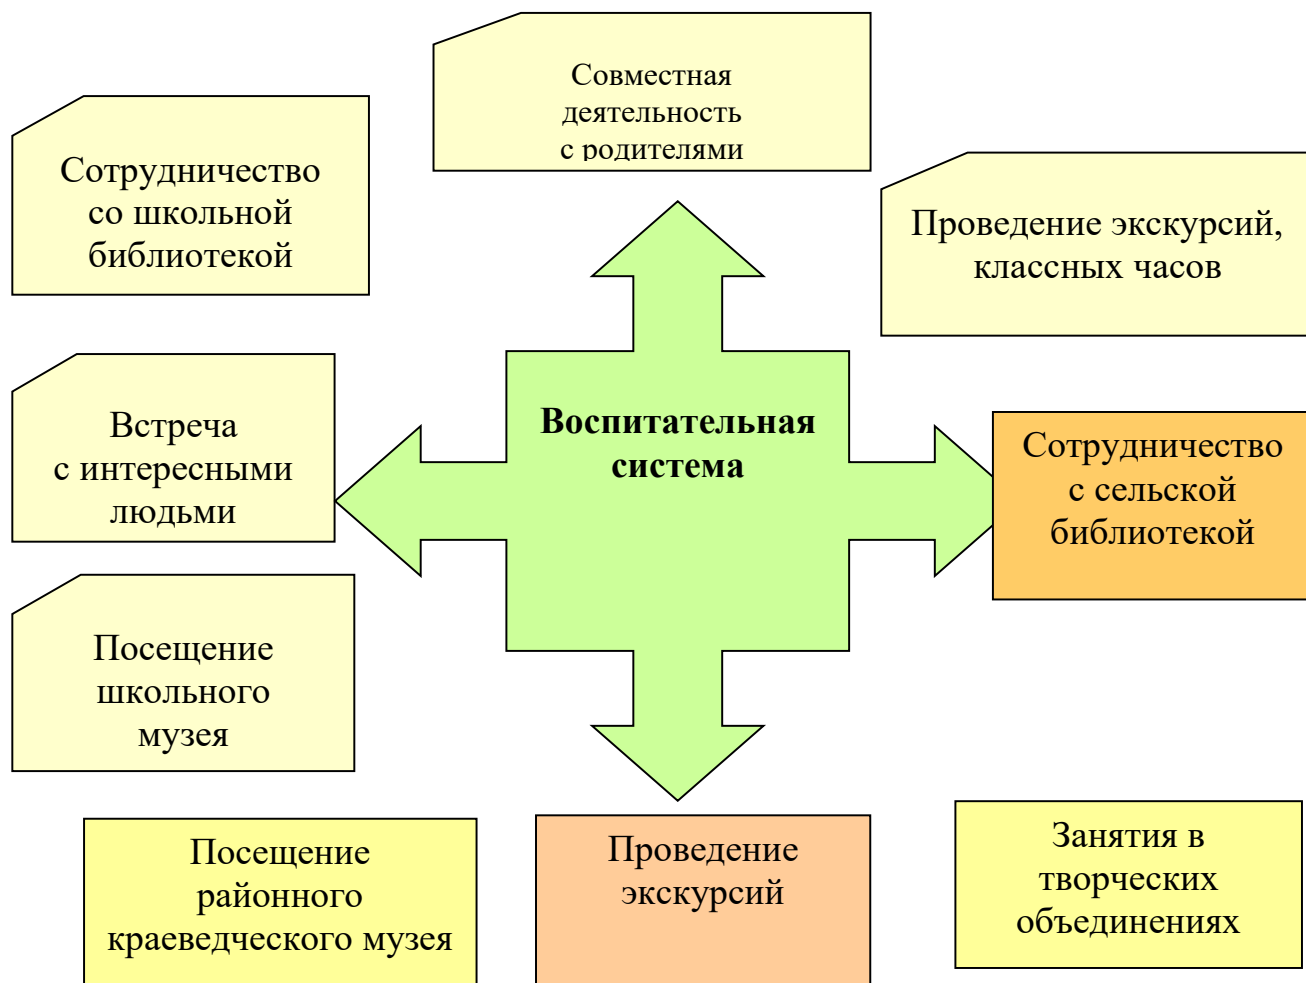 Совместная
деятельность
с родителями
Сотрудничество
со школьной
библиотекой
Проведение экскурсий,
классных часов
Встреча
с интересными
людьми
Воспитательная
система
Сотрудничество
с сельской
библиотекой
Посещение
школьного
музея
Посещение
районного
краеведческого музея
Проведение
экскурсий
Занятия в
творческих
объединениях